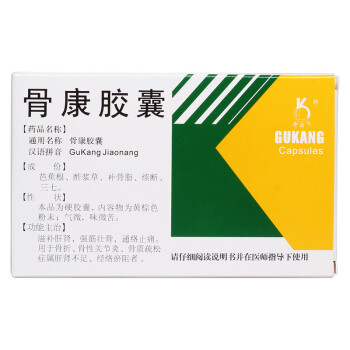 骨康胶囊
【药品名称】
通用名称 骨康胶囊
汉语拼音 GuKangJiaonang
【成 份】
芭蕉根、酢浆草、补骨脂、续断、
三七。
【性 状】
本品为硬胶囊，内容物为黄棕色
粉末；气微，味微苦。
【功能主治】
滋补肝肾，强筋壮骨，通络止痛。
用于骨折、骨性关节炎、骨质疏松
症属肝肾不足、经络瘀阻者 。
K
GUKANG
Capsules
请仔细阅读说明书并在医师指导下使用